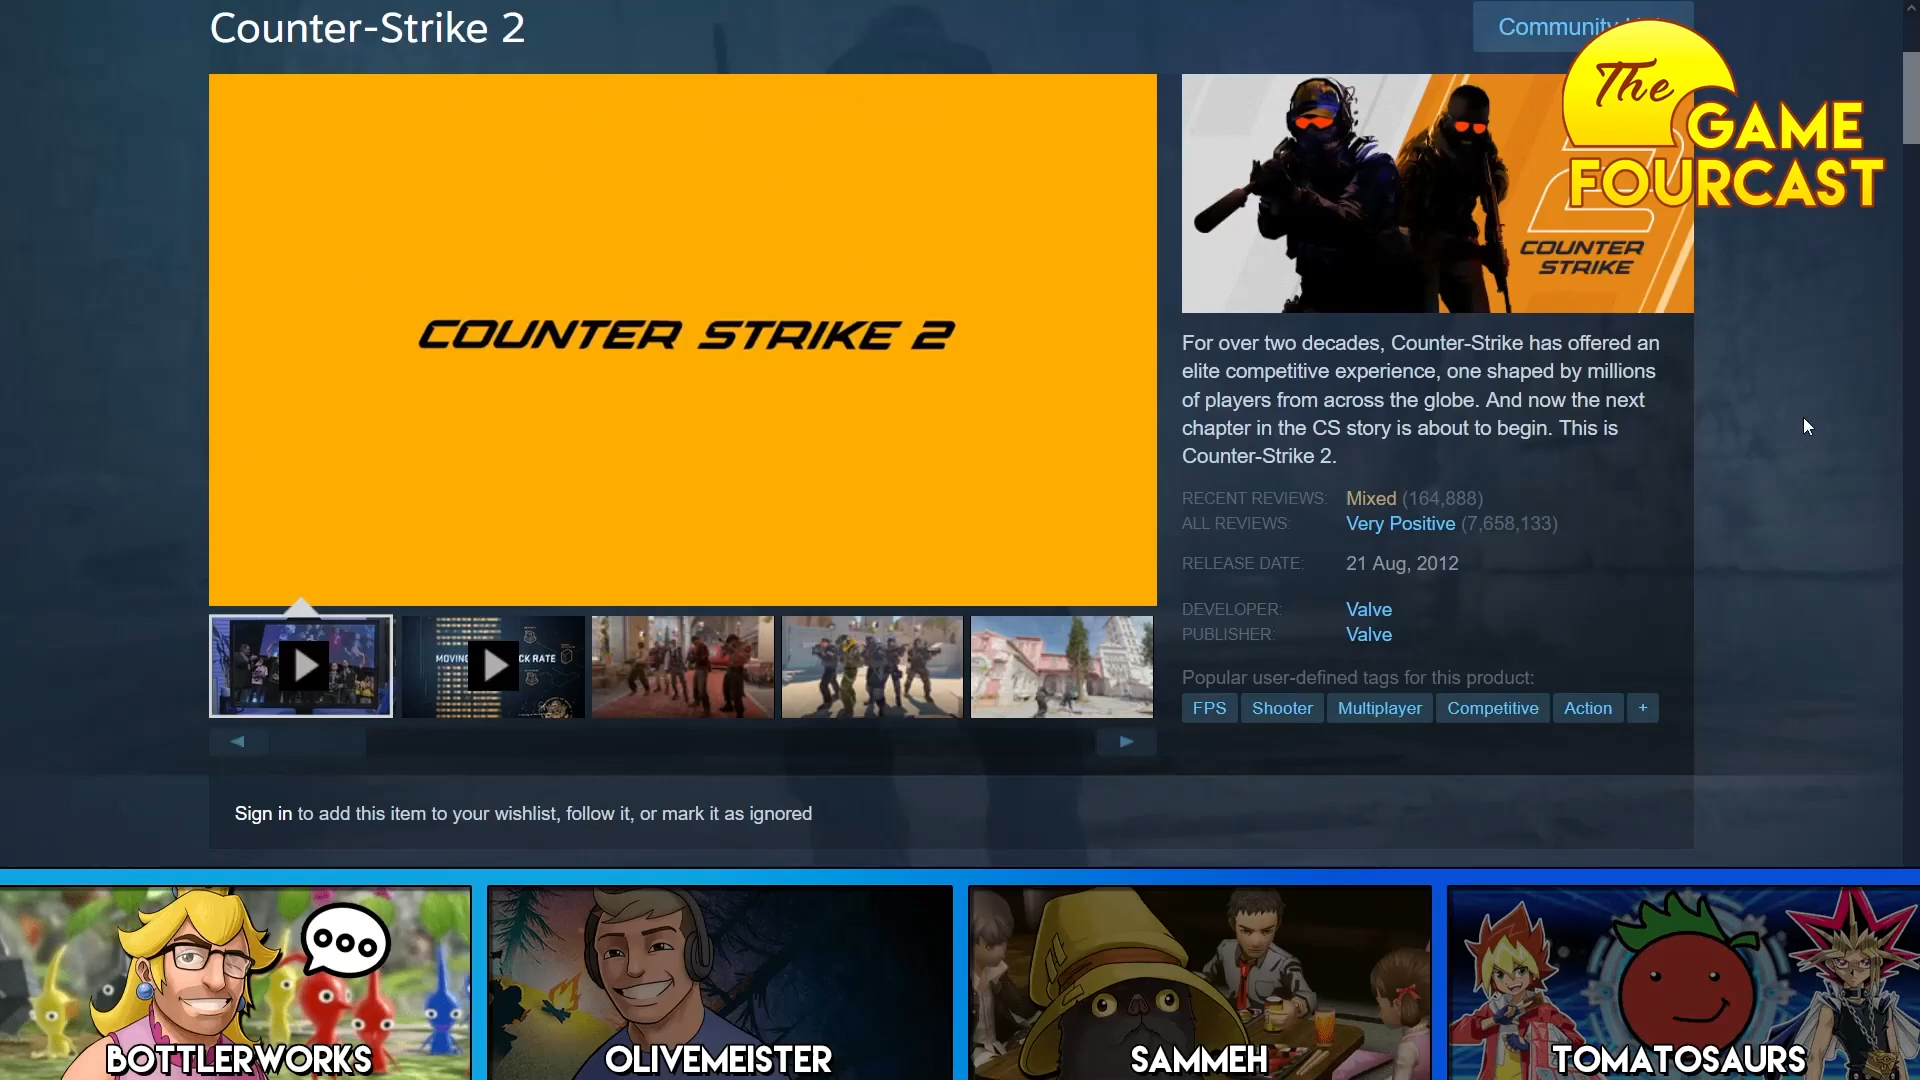 Counter-Strike 2
Community
The
GAME
FOURCAST
COUNTER STRIKE 2
2
COUNTER
STRIKE
For over two decades, Counter-Strike has offered an
elite competitive experience, one shaped by millions
of players from across the globe. And now the next
chapter in the CS story is about to begin. This is
Counter-Strike 2.
RECENT REVIEWS: Mixed (164,888)
ALL REVIEWS: Very Positive (7,658,133)
RELEASE DATE: 21 Aug, 2012
DEVELOPER: Valve
PUBLISHER: Valve
Popular user-defined tags for this product:
FPS Shooter Multiplayer Competitive Action +
MOVING CK RATE
Sign in to add this item to your wishlist, follow it, or mark it as ignored
BOTTLERWORKS
OLIVEMEISTER
SAMMEH
TOMATOSAURS